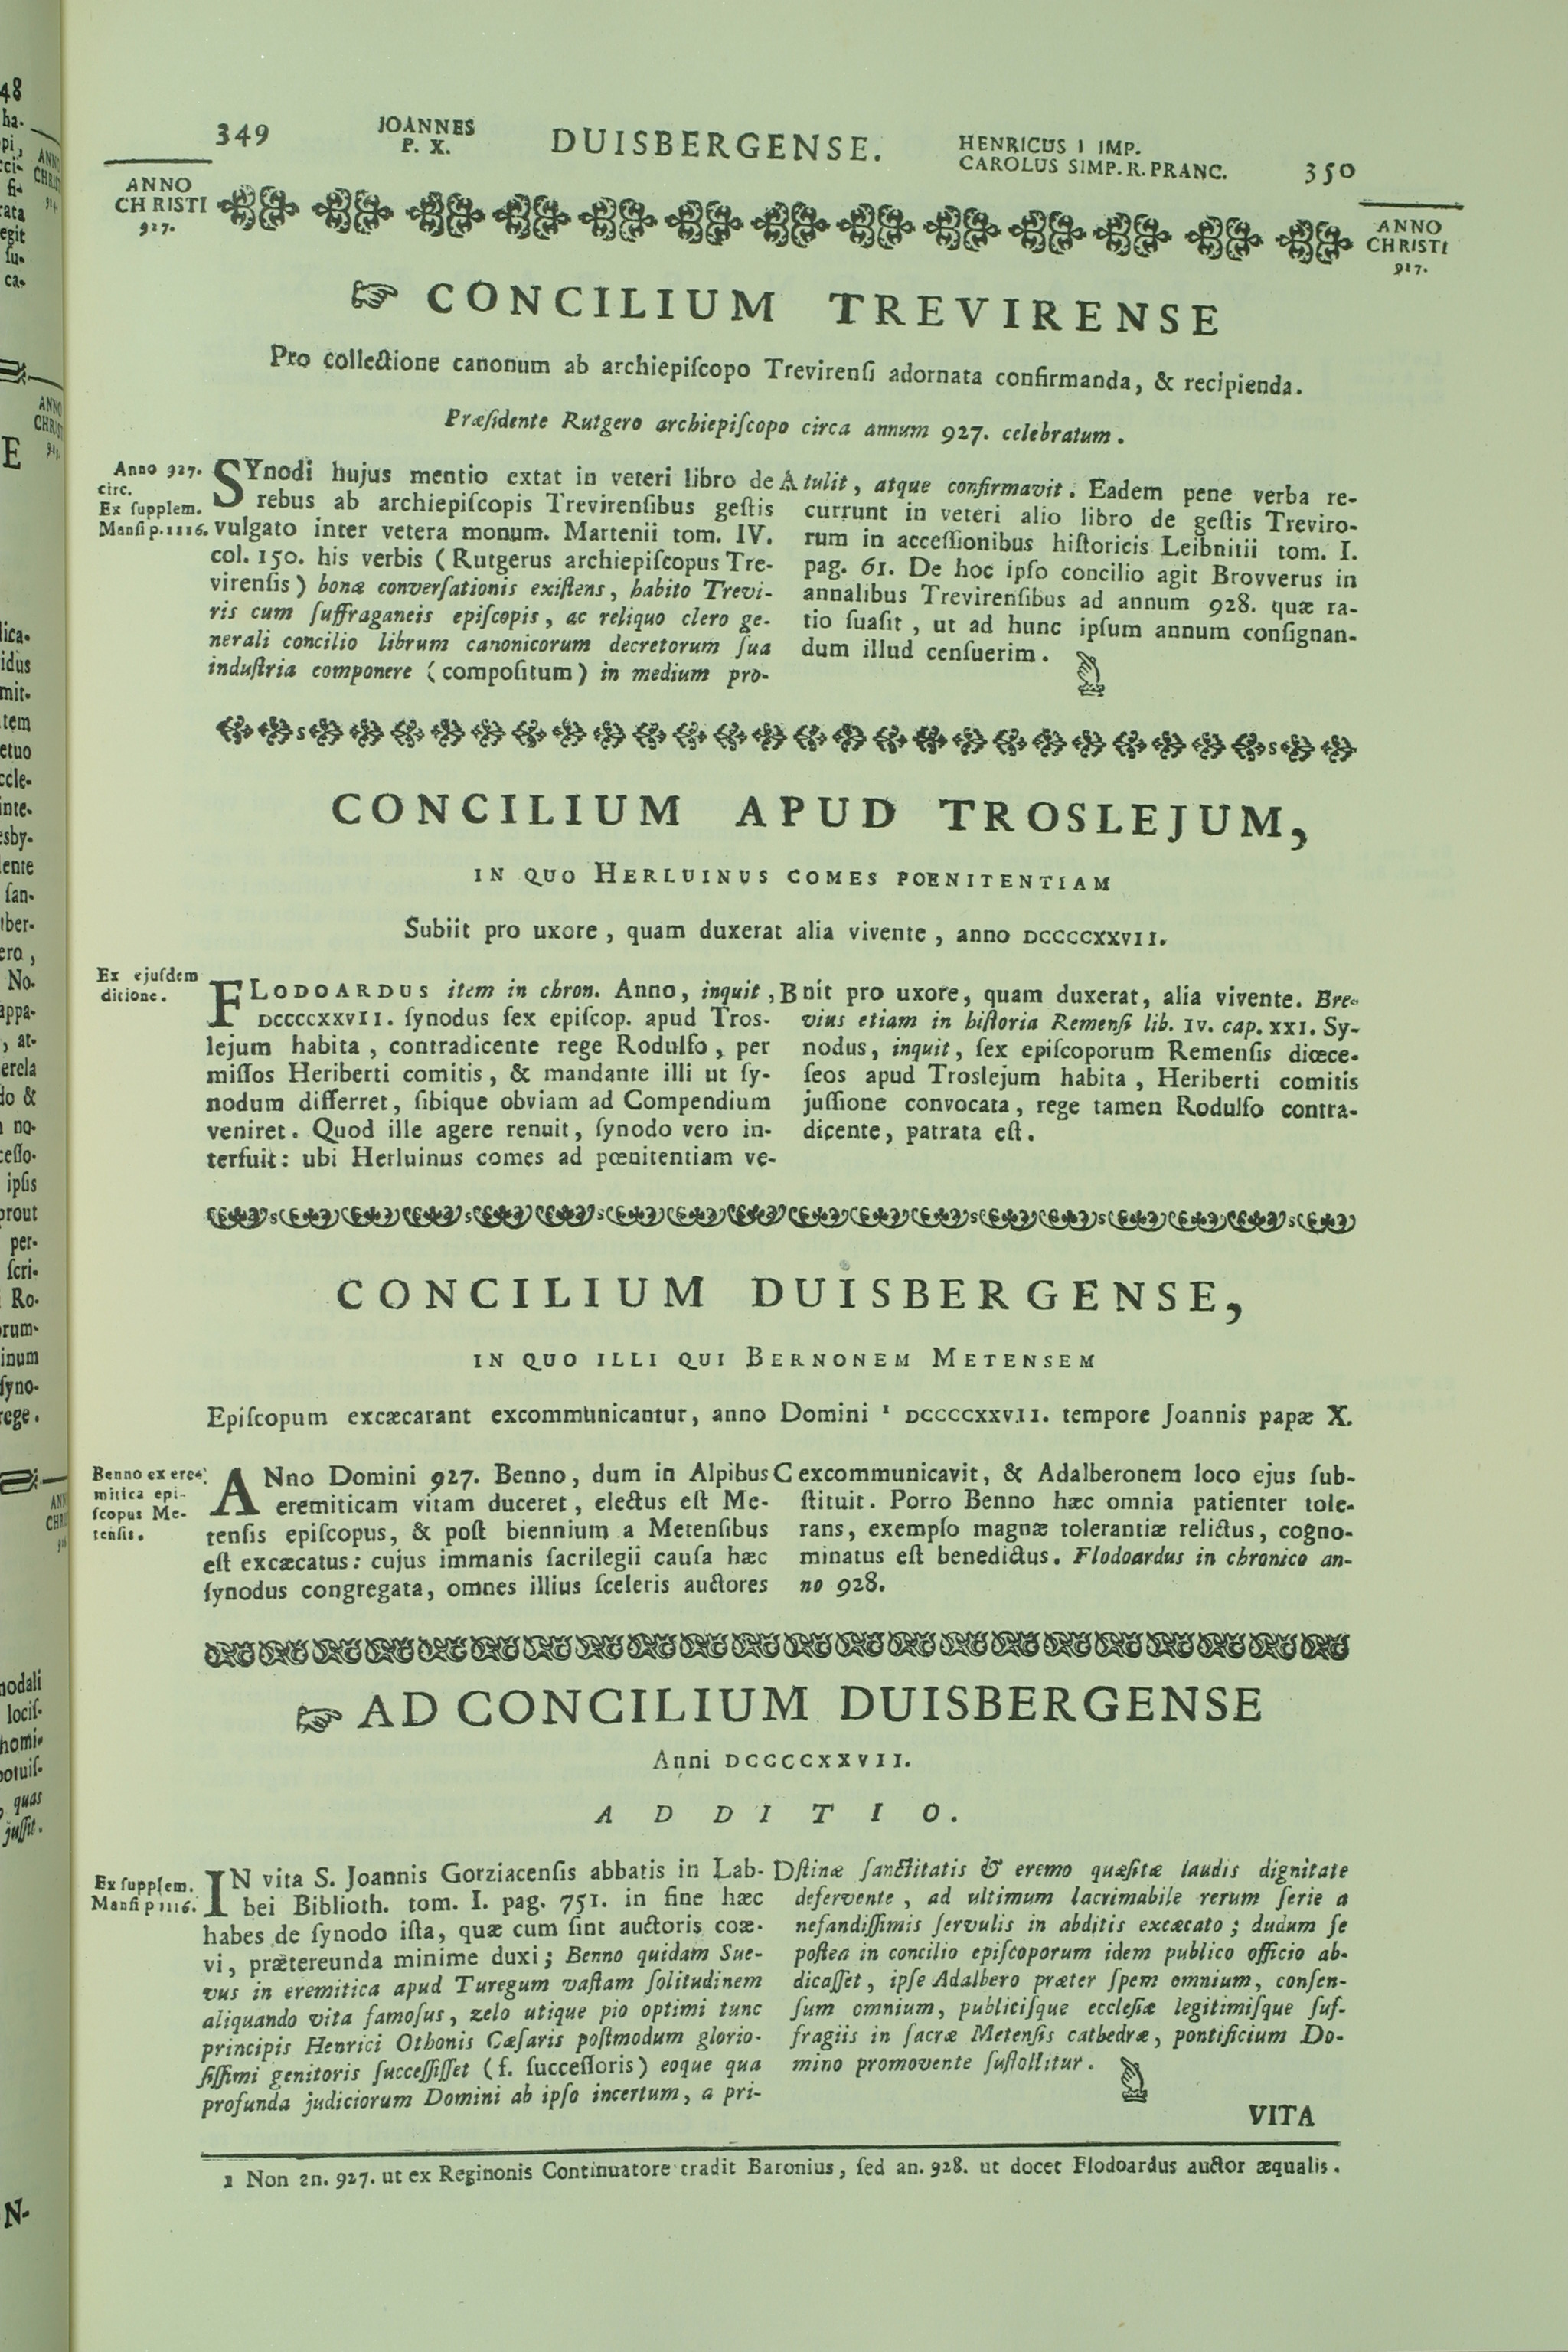 349
JOANNES
P. X.
DUISBERGENSE.
HENRICUS I IMP.
CAROLUS SIMP. R. PRANC.
350
ANNO
CHRISTI
927.
ANNO
CHRISTI
927.
☞ CONCILIUM TREVIRENSE
Pro collectione canonum ab archiepiſcopo Trevirenſi adornata confirmanda, & recipienda.
Præſidente Rutgero archiepiſcopo circa annum 927. celebratum.
Anno 927.
circ.
Ex ſupplem.
Manſi p. 1116.
SYnodi hujus mentio extat in veteri libro de
rebus ab archiepiſcopis Trevirenſibus geſtis
vulgato inter vetera monum. Martenii tom. IV.
col. 150. his verbis (Rutgerus archiepiſcopus Tre-
virenſis) bonæ converſationis exiſtens, habito Trevi-
ris cum ſuffraganeis epiſcopis, ac reliquo clero ge-
nerali concilio librum canonicorum decretorum ſua
induſtria componere (compoſitum) in medium pro-
A tulit, atque confirmavit. Eadem pene verba re-
currunt in veteri alio libro de geſtis Treviro-
rum in acceſſionibus hiſtoricis Leibnitii tom. I.
pag. 61. De hoc ipſo concilio agit Brovverus in
annalibus Trevirenſibus ad annum 928. quæ ra-
tio ſuaſit, ut ad hunc ipſum annum conſignan-
dum illud cenſuerim.
CONCILIUM APUD TROSLEJUM,
IN QUO HERLUINUS COMES POENITENTIAM
Subiit pro uxore, quam duxerat alia vivente, anno DCCCCXXVII.
Ex ejuſdem
ditione.
FLODOARDUS item in chron. Anno, inquit,
DCCCCXXVII. ſynodus ſex epiſcop. apud Tros-
lejum habita, contradicente rege Rodulfo, per
miſſos Heriberti comitis, & mandante illi ut ſy-
nodum differret, ſibique obviam ad Compendium
veniret. Quod ille agere renuit, ſynodo vero in-
terfuit: ubi Herluinus comes ad pœnitentiam ve-
B nit pro uxore, quam duxerat, alia vivente. Bre-
vius etiam in hiſtoria Remenſi lib. IV. cap. XXI. Sy-
nodus, inquit, ſex epiſcoporum Remenſis diœce-
ſeos apud Troslejum habita, Heriberti comitis
juſſione convocata, rege tamen Rodulfo contra-
dicente, patrata eſt.
CONCILIUM DUISBERGENSE,
IN QUO ILLI QUI BERNONEM METENSEM
Epiſcopum excæcarant excommunicantur, anno Domini ¹ DCCCCXXVII. tempore Joannis papæ X.
Benno ex ere-
mitica epi-
ſcopus Me-
tenſis.
ANno Domini 927. Benno, dum in Alpibus
eremiticam vitam duceret, electus eſt Me-
tenſis epiſcopus, & poſt biennium a Metenſibus
eſt excæcatus: cujus immanis ſacrilegii cauſa hæc
ſynodus congregata, omnes illius ſceleris auctores
C excommunicavit, & Adalberonem loco ejus ſub-
ſtituit. Porro Benno hæc omnia patienter tole-
rans, exemplo magnæ tolerantiæ relictus, cogno-
minatus eſt benedictus. Flodoardus in chronico an-
no 928.
☞ AD CONCILIUM DUISBERGENSE
Anni DCCCCXXVII.
ADDITIO.
Ex ſupplem.
Manſi p 1116.
IN vita S. Joannis Gorziacenſis abbatis in Lab-
bei Biblioth. tom. I. pag. 751. in fine hæc
habes de ſynodo iſta, quæ cum ſint auctoris coæ-
vi, prætereunda minime duxi; Benno quidam Sue-
vus in eremitica apud Turegum vaſtam ſolitudinem
aliquando vita famoſus, zelo utique pio optimi tunc
principis Henrici Othonis Cæſaris poſtmodum glorio-
ſiſſimi genitoris ſucceſſiſſet (f. ſucceſſoris) eoque qua
profunda judiciorum Domini ab ipſo incertum, a pri-
D ſtinæ ſanctitatis & eremo quæſitæ laudis dignitate
defervente, ad ultimum lacrimabile rerum ſerie a
nefandiſſimis ſervulis in abditis excæcato; dudum ſe
poſtea in concilio epiſcoporum idem publico officio ab-
dicaſſet, ipſe Adalbero præter ſpem omnium, conſen-
ſum omnium, publiciſque eccleſiæ legitimiſque ſuf-
fragiis in ſacræ Metenſis cathedræ, pontificium Do-
mino promovente ſuſtollitur.
VITA
1 Non an. 927. ut ex Reginonis Continuatore tradit Baronius, ſed an. 928. ut docet Flodoardus auctor æqualis.